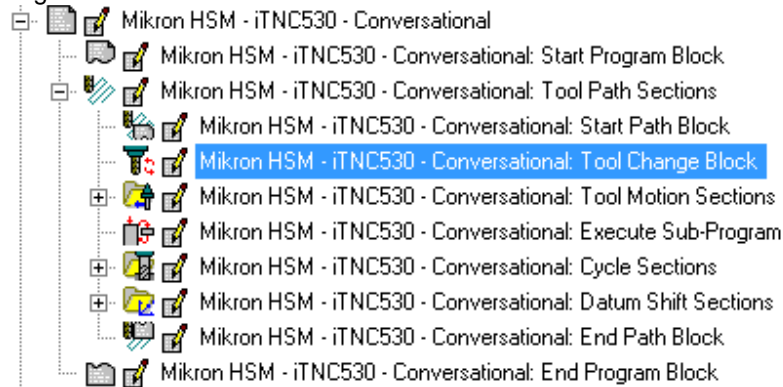 Mikron HSM - iTNC530 - Conversational
Mikron HSM - iTNC530 - Conversational: Start Program Block
Mikron HSM - iTNC530 - Conversational: Tool Path Sections
Mikron HSM - iTNC530 - Conversational: Start Path Block
Mikron HSM - iTNC530 - Conversational: Tool Change Block
Mikron HSM - iTNC530 - Conversational: Tool Motion Sections
Mikron HSM - iTNC530 - Conversational: Execute Sub-Program
Mikron HSM - iTNC530 - Conversational: Cycle Sections
Mikron HSM - iTNC530 - Conversational: Datum Shift Sections
Mikron HSM - iTNC530 - Conversational: End Path Block
Mikron HSM - iTNC530 - Conversational: End Program Block